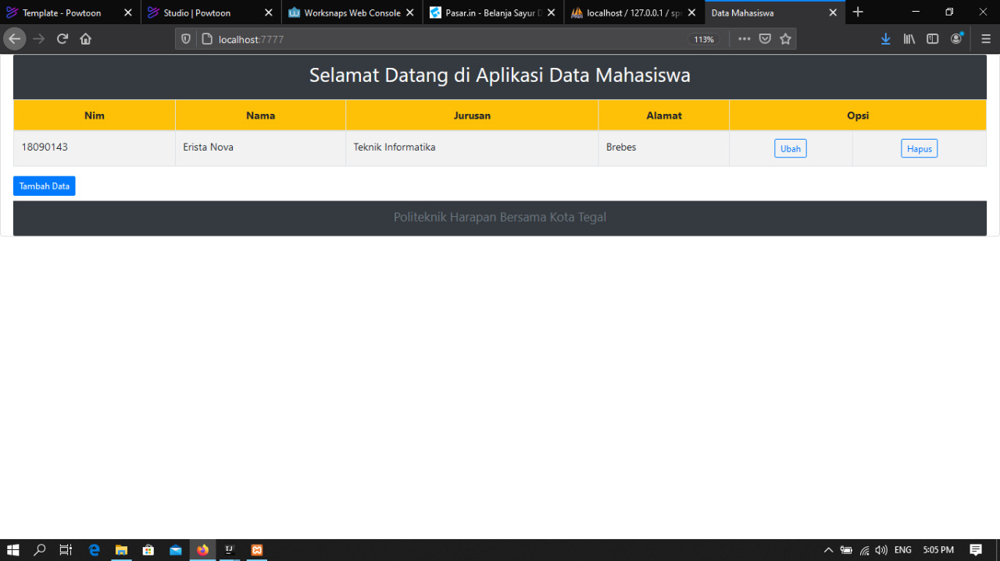 Template - Powtoon
Studio | Powtoon
Worksnaps Web Console
Pasar.in - Belanja Sayur D
localhost / 127.0.0.1 / spr
Data Mahasiswa
localhost:7777
113%
Selamat Datang di Aplikasi Data Mahasiswa
Nim Nama Jurusan Alamat Opsi
18090143 Erista Nova Teknik Informatika Brebes Ubah Hapus
Tambah Data
Politeknik Harapan Bersama Kota Tegal
ENG 5:05 PM